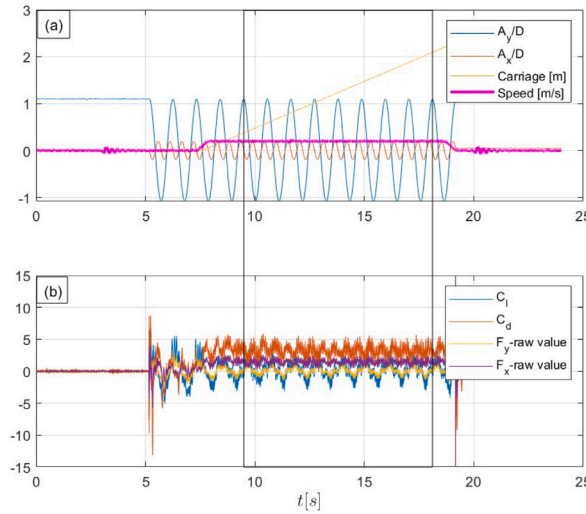 (a)
3
2
1
0
-1
A_y/D
A_x/D
Carriage [m]
Speed [m/s]
0 5 10 15 20 25
(b)
15
10
5
0
-5
-10
-15
C_l
C_d
F_y-raw value
F_x-raw value
0 5 10 15 20 25
t[s]